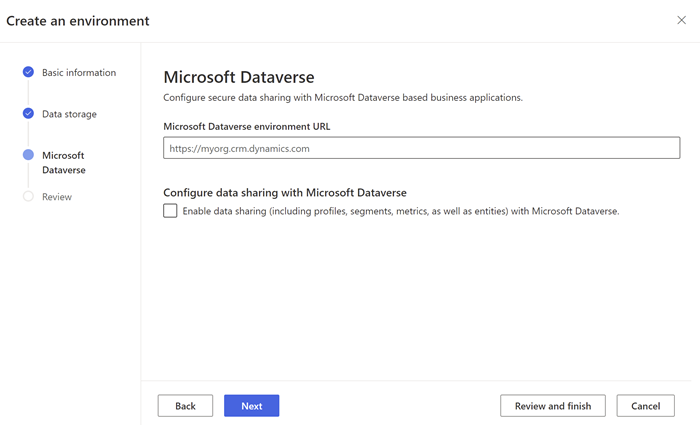 Create an environment
Basic information
Data storage
Microsoft
Dataverse
Review
Microsoft Dataverse
Configure secure data sharing with Microsoft Dataverse based business applications.
Microsoft Dataverse environment URL
https://myorg.crm.dynamics.com
Configure data sharing with Microsoft Dataverse
Enable data sharing (including profiles, segments, metrics, as well as entities) with Microsoft Dataverse.
Back
Next
Review and finish
Cancel